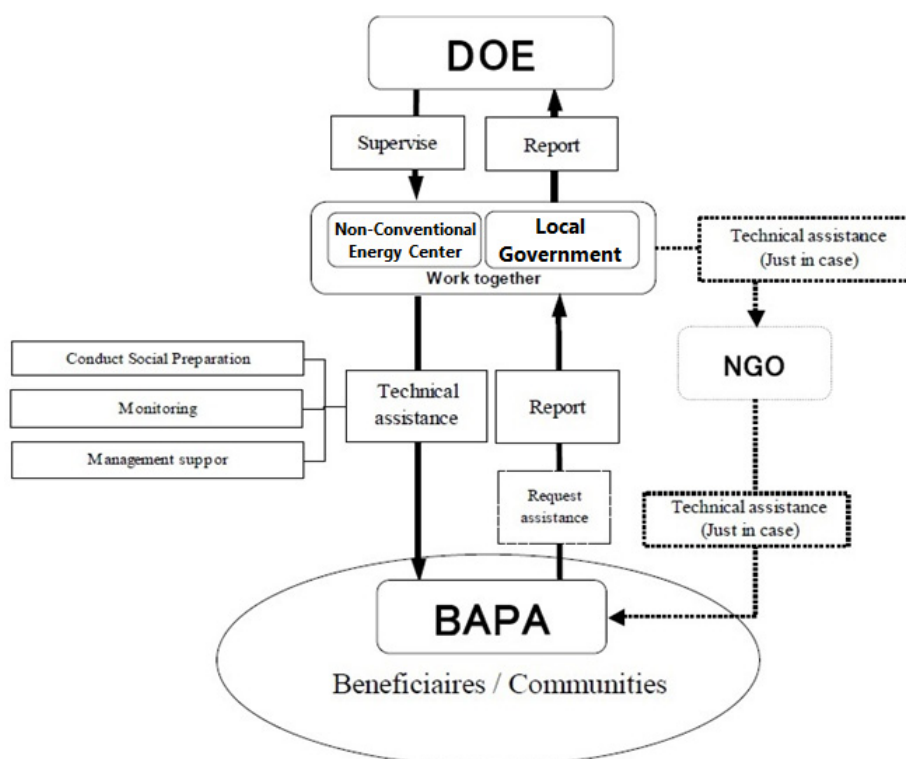 DOE
Supervise
Report
Non-Conventional
Energy Center
Local
Government
Work together
Technical assistance
(Just in case)
NGO
Conduct Social Preparation
Monitoring
Management suppor
Technical
assistance
Report
Request
assistance
Technical assistance
(Just in case)
BAPA
Beneficiaires / Communities